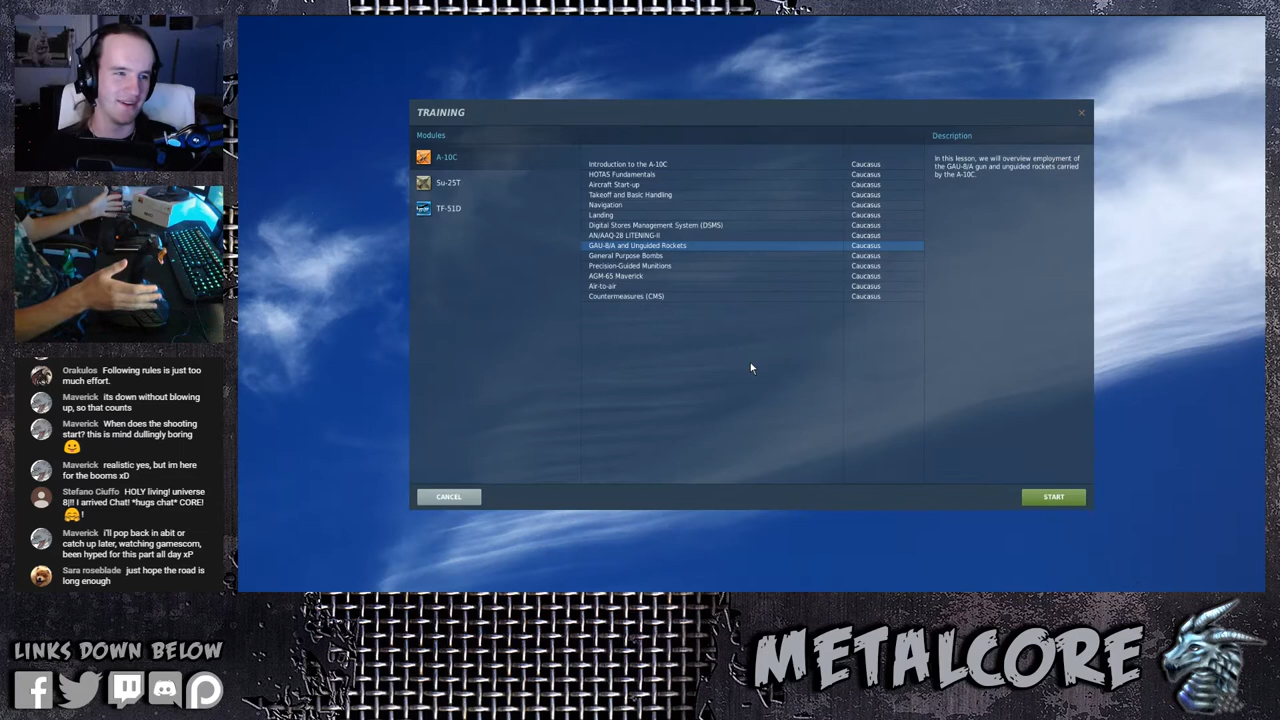 TRAINING
Modules
Description
A-10C
Su-25T
TF-51D
Introduction to the A-10C Caucasus
HOTAS Fundamentals Caucasus
Aircraft Start-up Caucasus
Takeoff and Basic Handling Caucasus
Navigation Caucasus
Landing Caucasus
Digital Stores Management System (DSMS) Caucasus
AN/AAQ-28 LITENING-II Caucasus
GAU-8/A and Unguided Rockets Caucasus
General Purpose Bombs Caucasus
Precision-Guided Munitions Caucasus
AGM-65 Maverick Caucasus
Air-to-air Caucasus
Countermeasures (CMS) Caucasus
In this lesson, we will overview employment of
the GAU-8/A gun and unguided rockets carried
by the A-10C.
CANCEL
START
Orakulos Following rules is just too
much effort.
Maverick its down without blowing
up, so that counts
Maverick When does the shooting
start? this is mind dullingly boring
Maverick realistic yes, but im here
for the booms xD
Stefano Ciuffo HOLY living! universe
8|!! I arrived Chat! *hugs chat* CORE!
!
Maverick i'll pop back in abit or
catch up later, watching gamescom,
been hyped for this part all day xP
Sara roseblade just hope the road is
long enough
LINKS DOWN BELOW
METALCORE